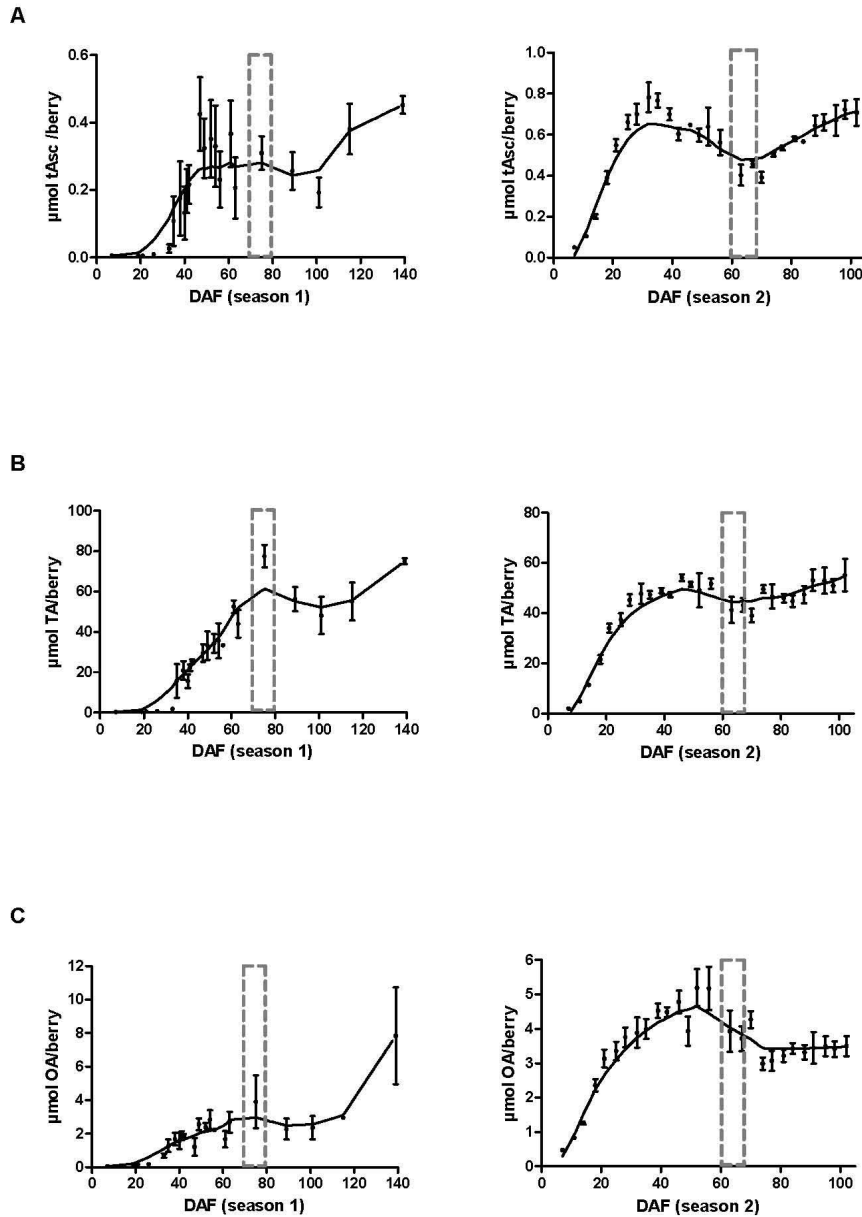 A
µmol tAsc /berry
0.6
0.4
0.2
0.0
0 20 40 60 80 100 120 140
DAF (season 1)
µmol tAsc/berry
1.0
0.8
0.6
0.4
0.2
0.0
0 20 40 60 80 100
DAF (season 2)
B
µmol TA/berry
100
80
60
40
20
0
0 20 40 60 80 100 120 140
DAF (season 1)
µmol TA/berry
80
60
40
20
0
0 20 40 60 80 100
DAF (season 2)
C
µmol OA/berry
12
10
8
6
4
2
0
0 20 40 60 80 100 120 140
DAF (season 1)
µmol OA/berry
6
5
4
3
2
1
0
0 20 40 60 80 100
DAF (season 2)